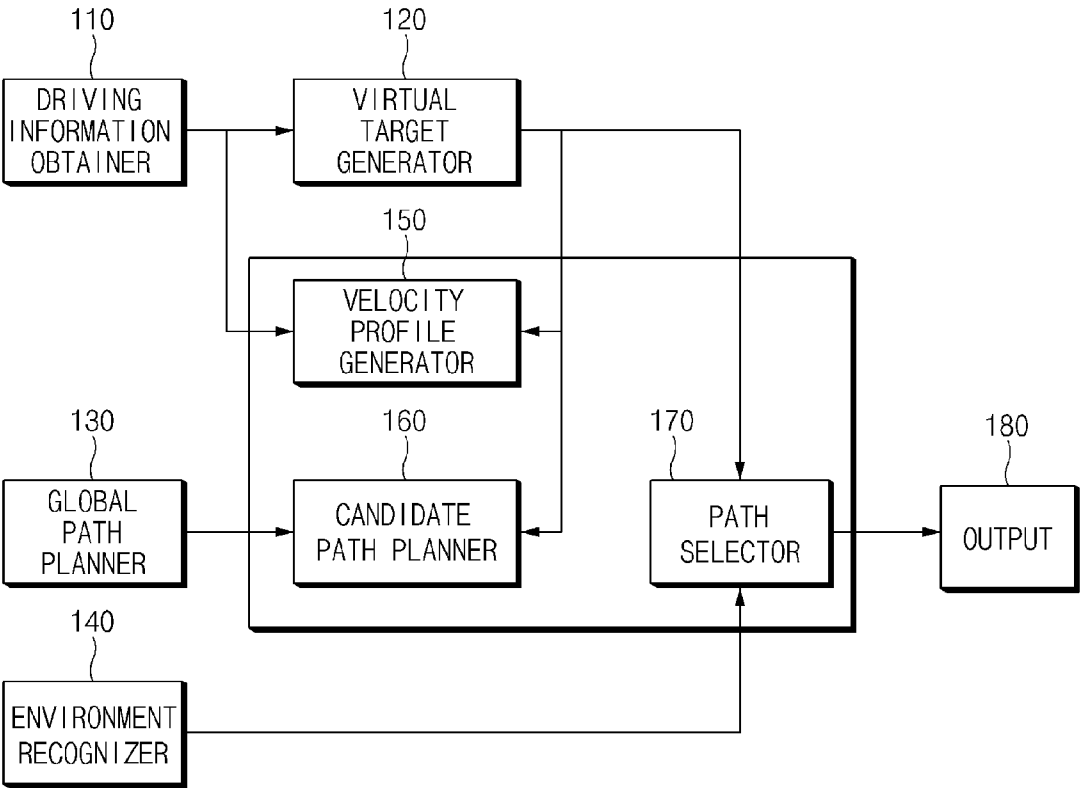 110
DRIVING
INFORMATION
OBTAINER
120
VIRTUAL
TARGET
GENERATOR
150
VELOCITY
PROFILE
GENERATOR
130
GLOBAL
PATH
PLANNER
160
CANDIDATE
PATH PLANNER
170
PATH
SELECTOR
180
OUTPUT
140
ENVIRONMENT
RECOGNIZER